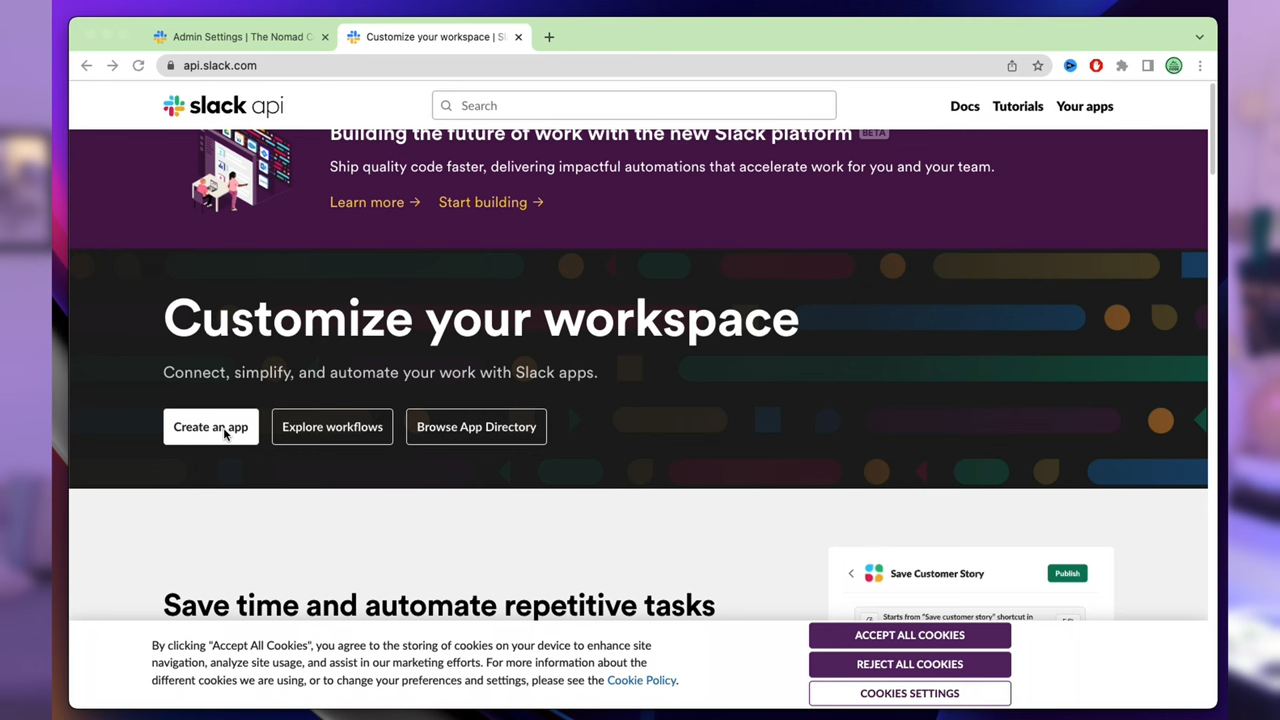 Admin Settings | The Nomad C
Customize your workspace | Sl
api.slack.com
slack api
Search
Docs
Tutorials
Your apps
Building the future of work with the new Slack platform BETA
Ship quality code faster, delivering impactful automations that accelerate work for you and your team.
Learn more → Start building →
Customize your workspace
Connect, simplify, and automate your work with Slack apps.
Create an app
Explore workflows
Browse App Directory
Save time and automate repetitive tasks
Save Customer Story
Publish
Starts from "Save customer story" shortcut in
By clicking "Accept All Cookies", you agree to the storing of cookies on your device to enhance site
navigation, analyze site usage, and assist in our marketing efforts. For more information about the
different cookies we are using, or to change your preferences and settings, please see the Cookie Policy.
ACCEPT ALL COOKIES
REJECT ALL COOKIES
COOKIES SETTINGS